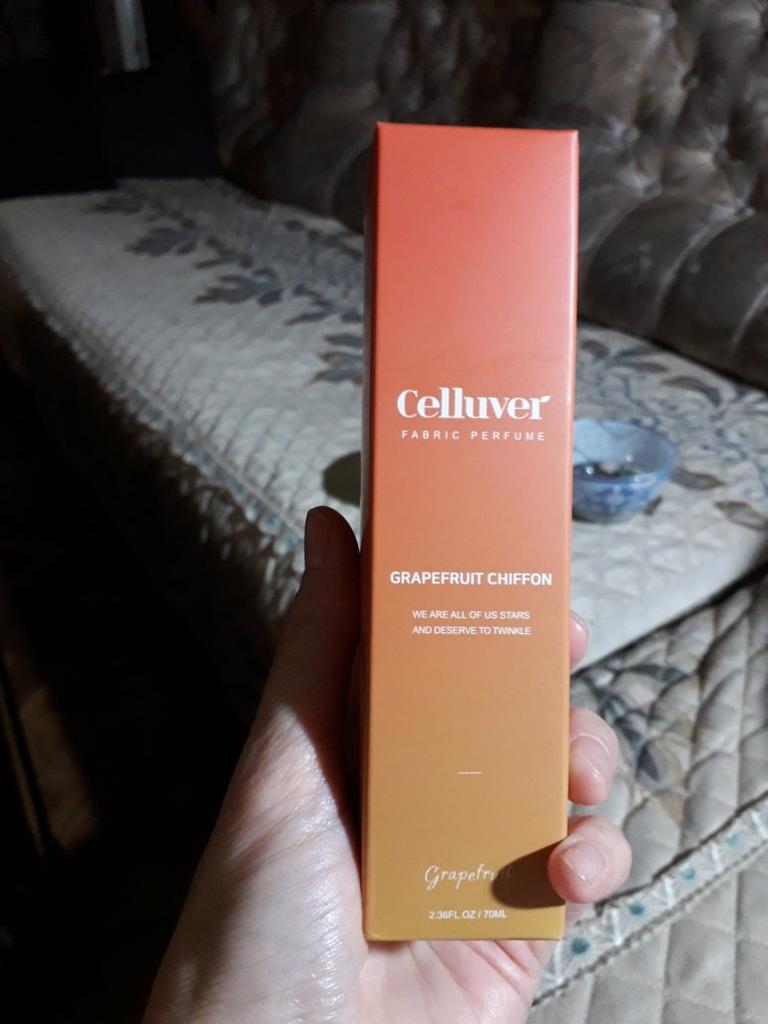 Celluver
FABRIC PERFUME
GRAPEFRUIT CHIFFON
WE ARE ALL OF US STARS
AND DESERVE TO TWINKLE
Grapefruit
2.36FL.OZ / 70ML